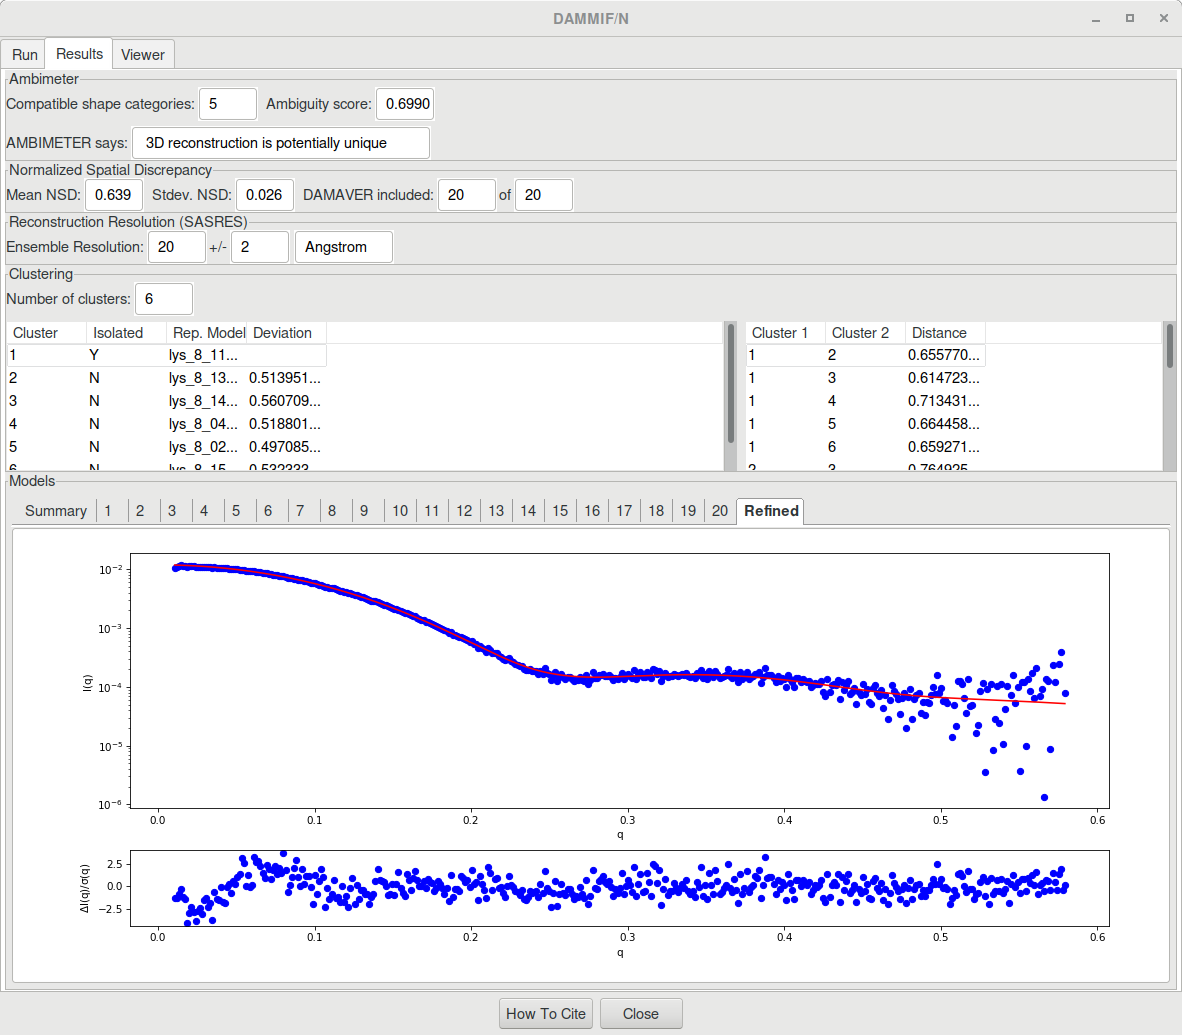 DAMMIF/N
Run Results Viewer
Ambimeter
Compatible shape categories: 5 Ambiguity score: 0.6990
AMBIMETER says: 3D reconstruction is potentially unique
Normalized Spatial Discrepancy
Mean NSD: 0.639 Stdev. NSD: 0.026 DAMAVER included: 20 of 20
Reconstruction Resolution (SASRES)
Ensemble Resolution: 20 +/- 2 Angstrom
Clustering
Number of clusters: 6
Cluster Isolated Rep. Model Deviation Cluster 1 Cluster 2 Distance
1 Y lys_8_11... 1 2 0.655770...
2 N lys_8_13... 0.513951... 1 3 0.614723...
3 N lys_8_14... 0.560709... 1 4 0.713431...
4 N lys_8_04... 0.518801... 1 5 0.664458...
5 N lys_8_02... 0.497085... 1 6 0.659271...
6 N lys_8_15... 0.532333... 2 3 0.764925...
Models
Summary 1 2 3 4 5 6 7 8 9 10 11 12 13 14 15 16 17 18 19 20 Refined
10⁻²
10⁻³
10⁻⁴
10⁻⁵
10⁻⁶
I(q)
0.0 0.1 0.2 0.3 0.4 0.5 0.6
q
2.5
0.0
−2.5
ΔI(q)/σ(q)
0.0 0.1 0.2 0.3 0.4 0.5 0.6
q
How To Cite Close